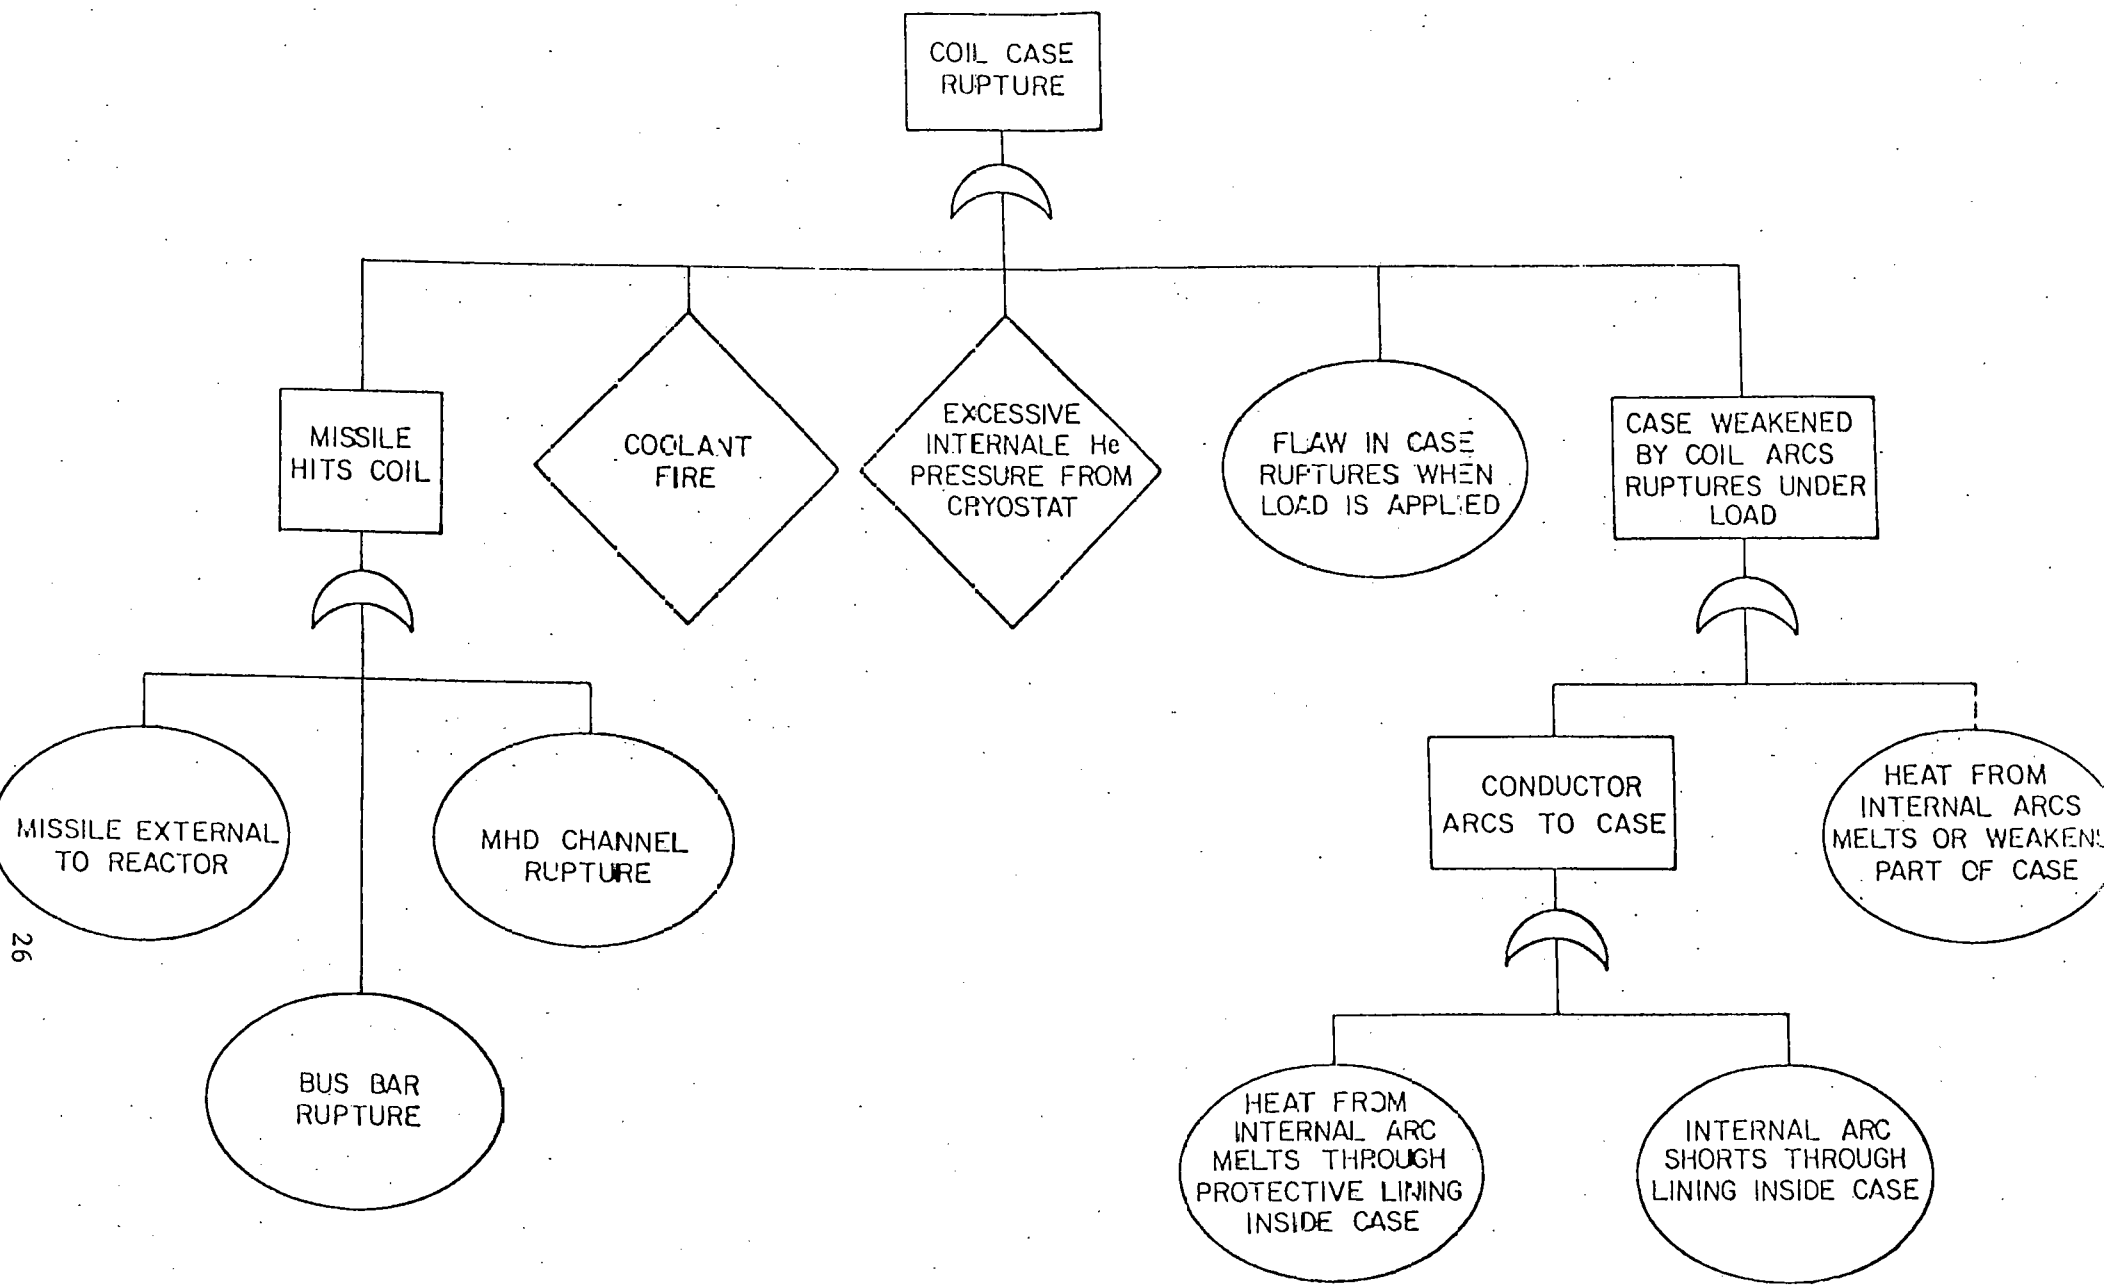 COIL CASE
RUPTURE
MISSILE
HITS COIL
COOLANT
FIRE
EXCESSIVE
INTERNALE He
PRESSURE FROM
CRYOSTAT
FLAW IN CASE
RUPTURES WHEN
LOAD IS APPLIED
CASE WEAKENED
BY COIL ARCS
RUPTURES UNDER
LOAD
MISSILE EXTERNAL
TO REACTOR
MHD CHANNEL
RUPTURE
BUS BAR
RUPTURE
CONDUCTOR
ARCS TO CASE
HEAT FROM
INTERNAL ARCS
MELTS OR WEAKENS
PART OF CASE
HEAT FROM
INTERNAL ARC
MELTS THROUGH
PROTECTIVE LINING
INSIDE CASE
INTERNAL ARC
SHORTS THROUGH
LINING INSIDE CASE
26